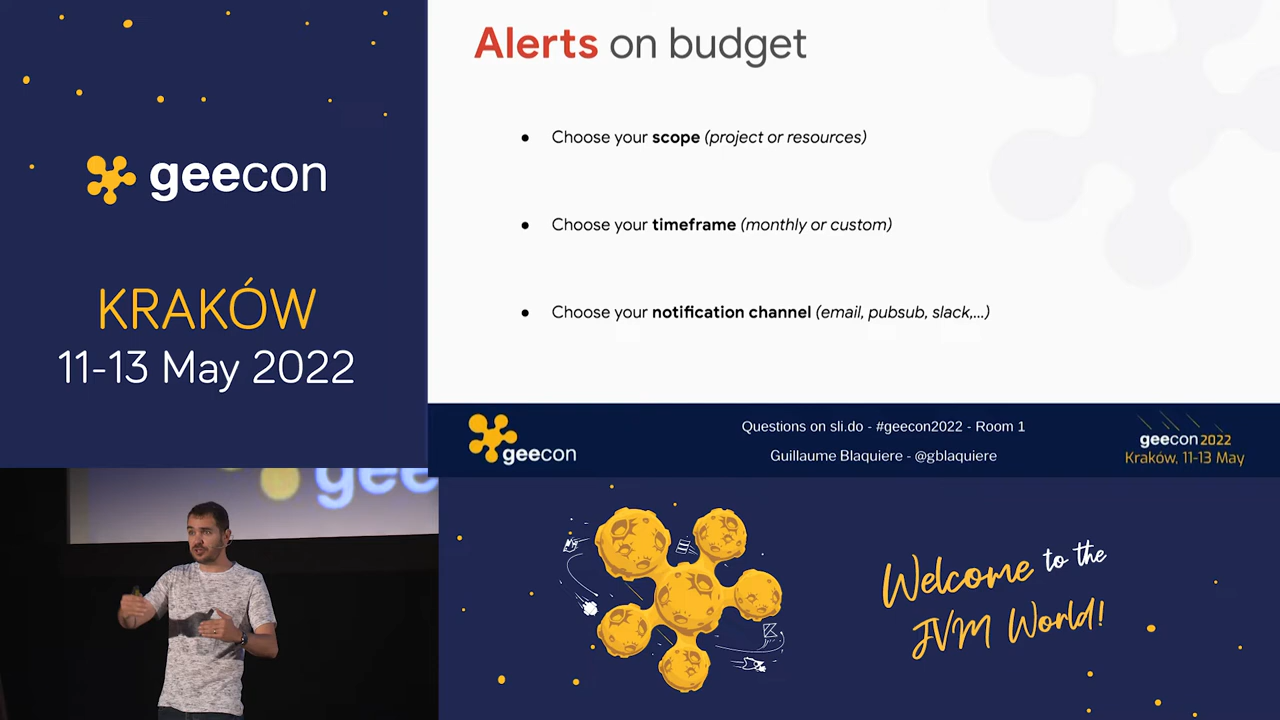 geecon
KRAKÓW
11-13 May 2022
Alerts on budget
● Choose your scope (project or resources)
● Choose your timeframe (monthly or custom)
● Choose your notification channel (email, pubsub, slack,...)
geecon
Questions on sli.do - #geecon2022 - Room 1
Guillaume Blaquiere - @gblaquiere
geecon 2022
Kraków, 11-13 May
gee
Welcome to the
JVM World!